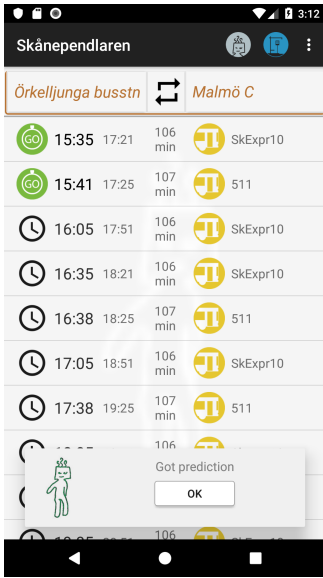 3:12
Skånependlaren
Örkelljunga busstn
Malmö C
GO 15:35 17:21 106 min SkExpr10
GO 15:41 17:25 107 min 511
16:05 17:51 106 min SkExpr10
16:35 18:21 106 min SkExpr10
16:38 18:25 107 min 511
17:05 18:51 106 min SkExpr10
17:38 19:25 107 min 511
106
Got prediction
OK
106